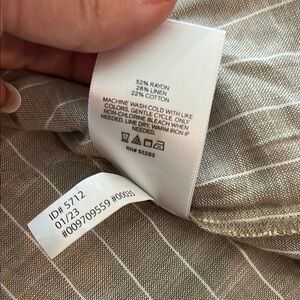 52% RAYON
26% LINEN
22% COTTON
MACHINE WASH COLD WITH LIKE
COLORS, GENTLE CYCLE. ONLY
NON-CHLORINE BLEACH WHEN
NEEDED. LINE DRY. WARM IRON IF
NEEDED.
RN# 55285
ID# 5712
01/23
#009709559 #00035